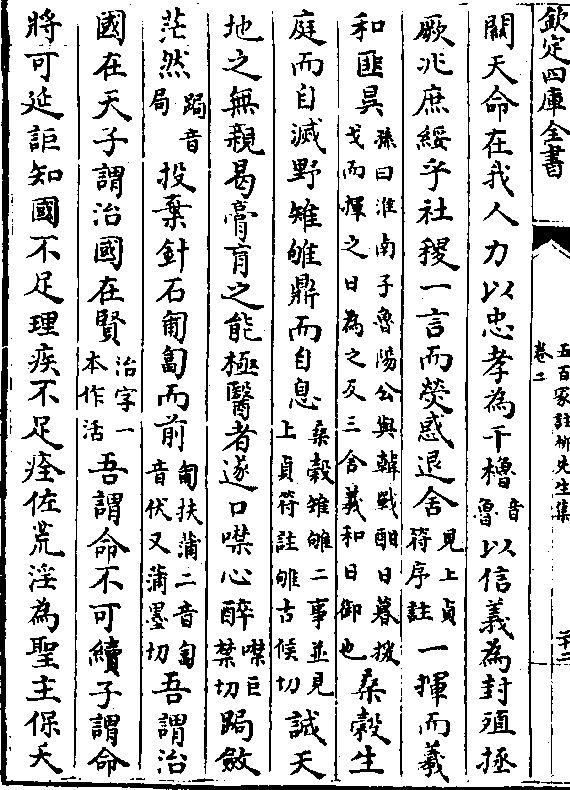 欽定四庫全書
五百家註柳先生集
卷二
關天命在我人力以忠孝為干櫓音魯以信義為封殖拯
厥兆庶綏乎社稷一言而熒惑退舍見上貞符序註一揮而羲
和匪昃孫曰淮南子魯陽公與韓戰酣日暮援戈而揮之日為之反三舍羲和日御也桑穀生
庭而自滅野雉雊鼎而自息桑穀雉雊二事並見上貞符註雊古候切誠天
地之無親曷膏肓之能極醫者遂口噤心醉噤巨禁切跼斂
茫然跼音局投棄針石匍匐而前匍扶蒲二音匐音伏又蒲墨切吾謂治
國在天子謂治國在賢治字一本作活吾謂命不可續子謂命
將可延詎知國不足理疾不足痊佐荒淫為聖主保夭